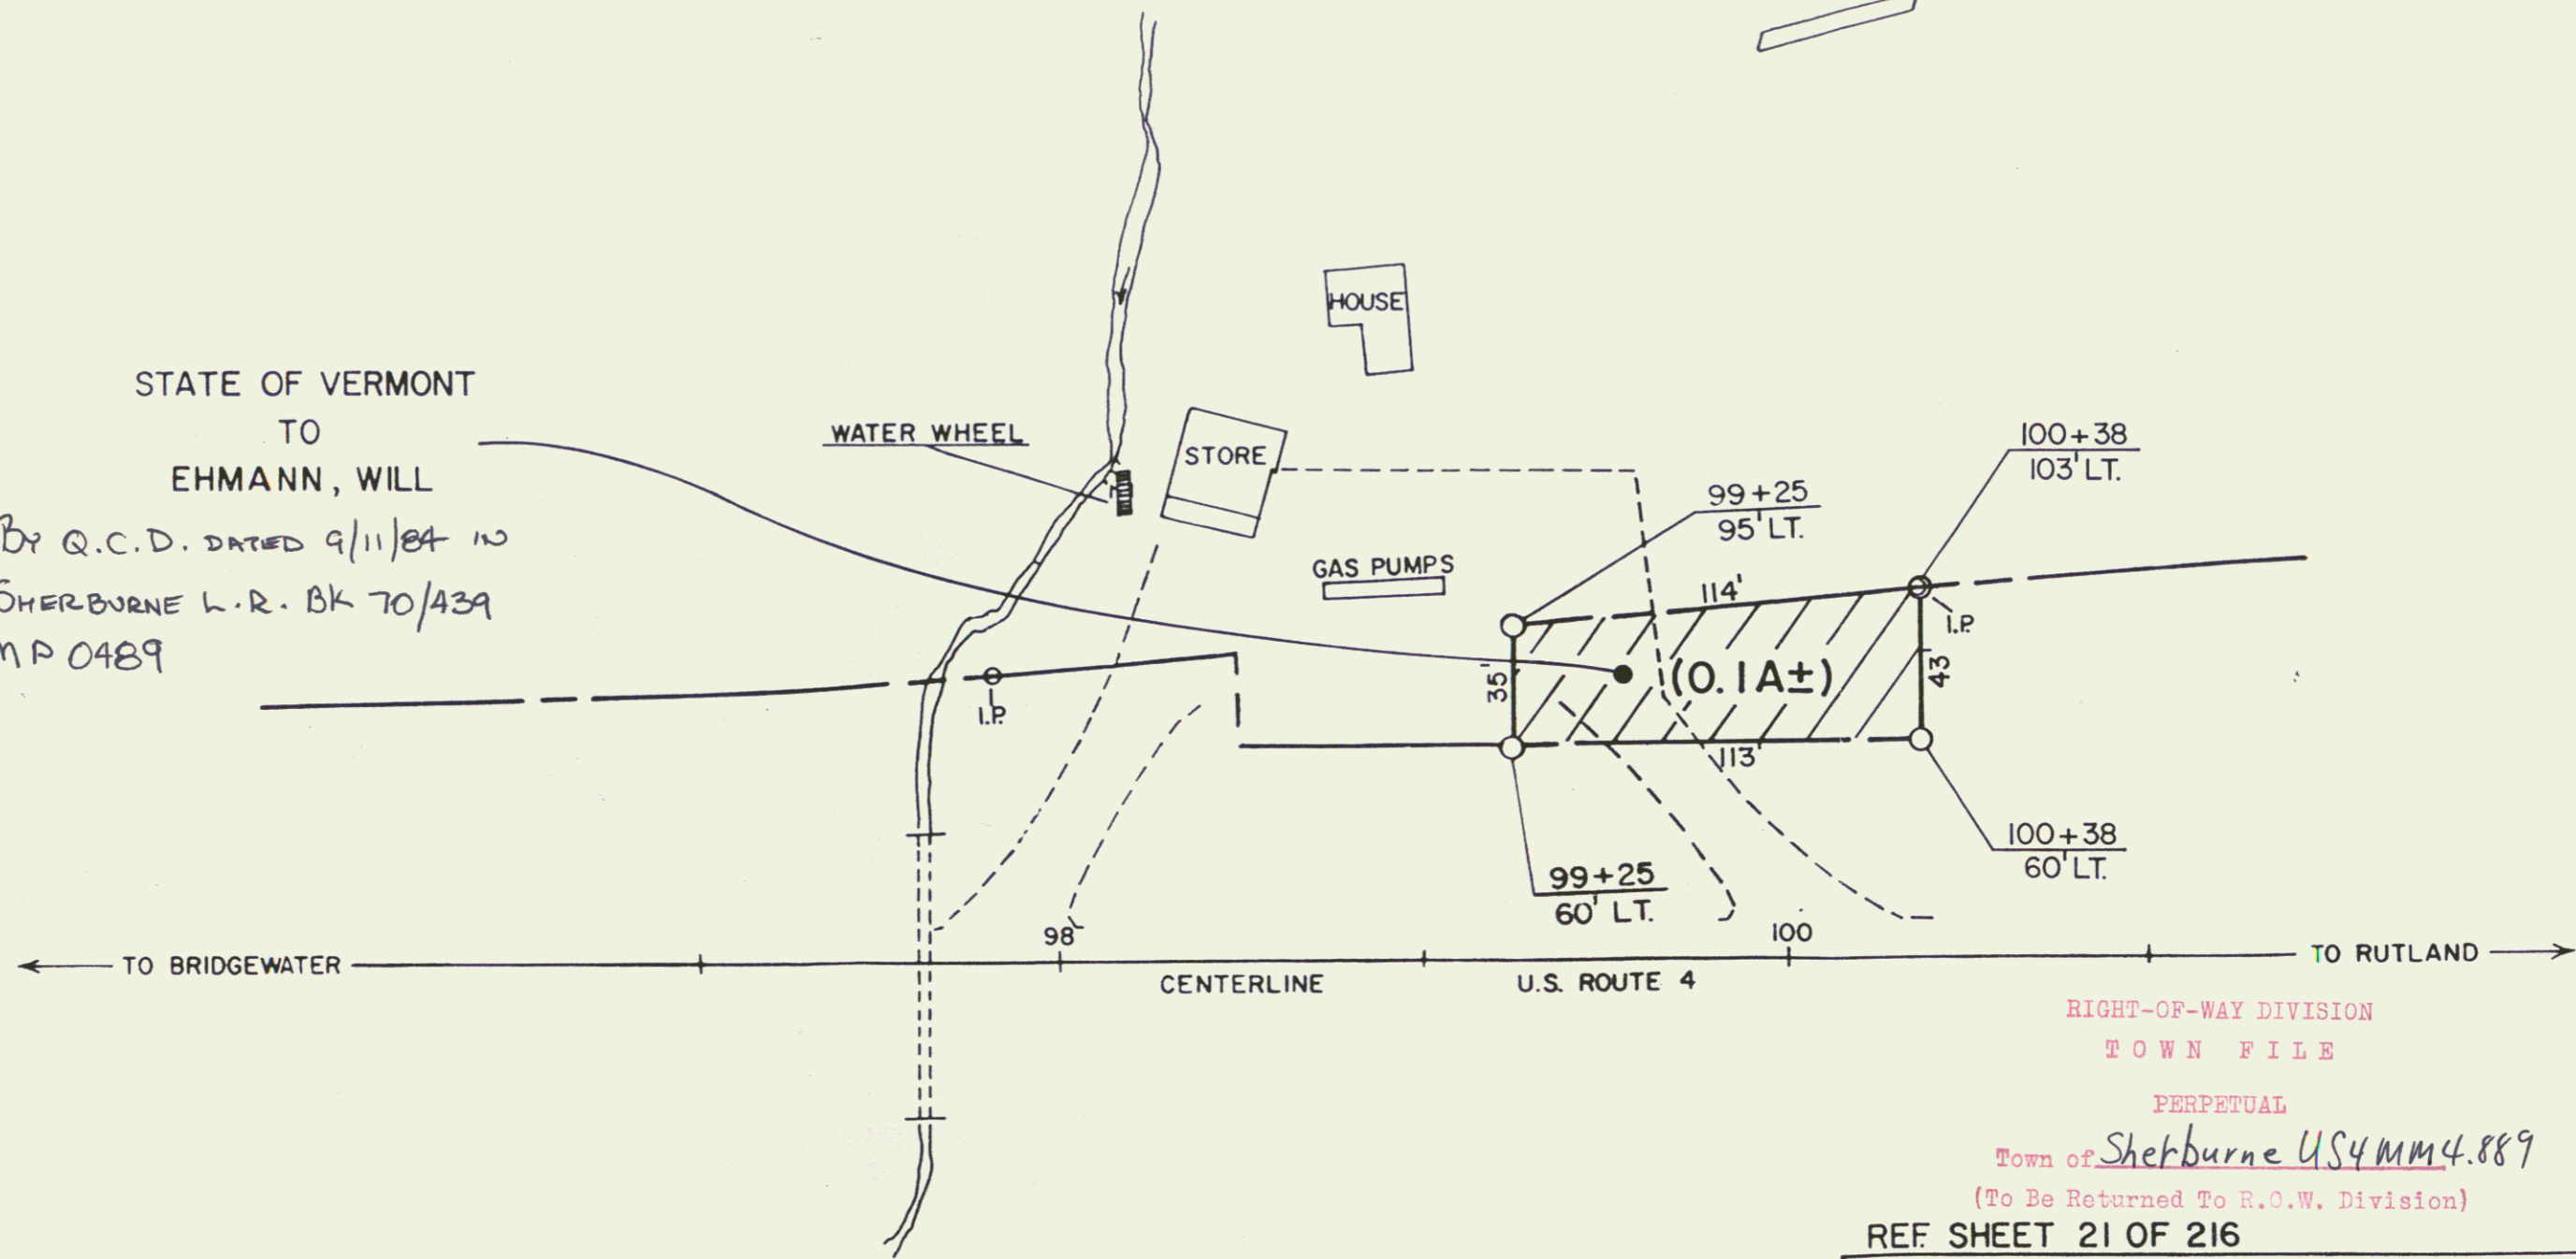 STATE OF VERMONT
TO
EHMANN, WILL
By Q.C.D. DATED 9/11/84 IN
SHERBURNE L.R. BK 70/439
MP 0489
WATER WHEEL
STORE
HOUSE
GAS PUMPS
99+25
95' LT.
100+38
103' LT.
114'
I.P.
35'
(0.1A±)
43'
I.P.
113'
99+25
60' LT.
100+38
60' LT.
98
100
TO BRIDGEWATER
CENTERLINE
U.S. ROUTE 4
TO RUTLAND
RIGHT-OF-WAY DIVISION
TOWN FILE
PERPETUAL
Town of Sherburne US4 MM4.889
(To Be Returned To R.O.W. Division)
REF. SHEET 21 OF 216